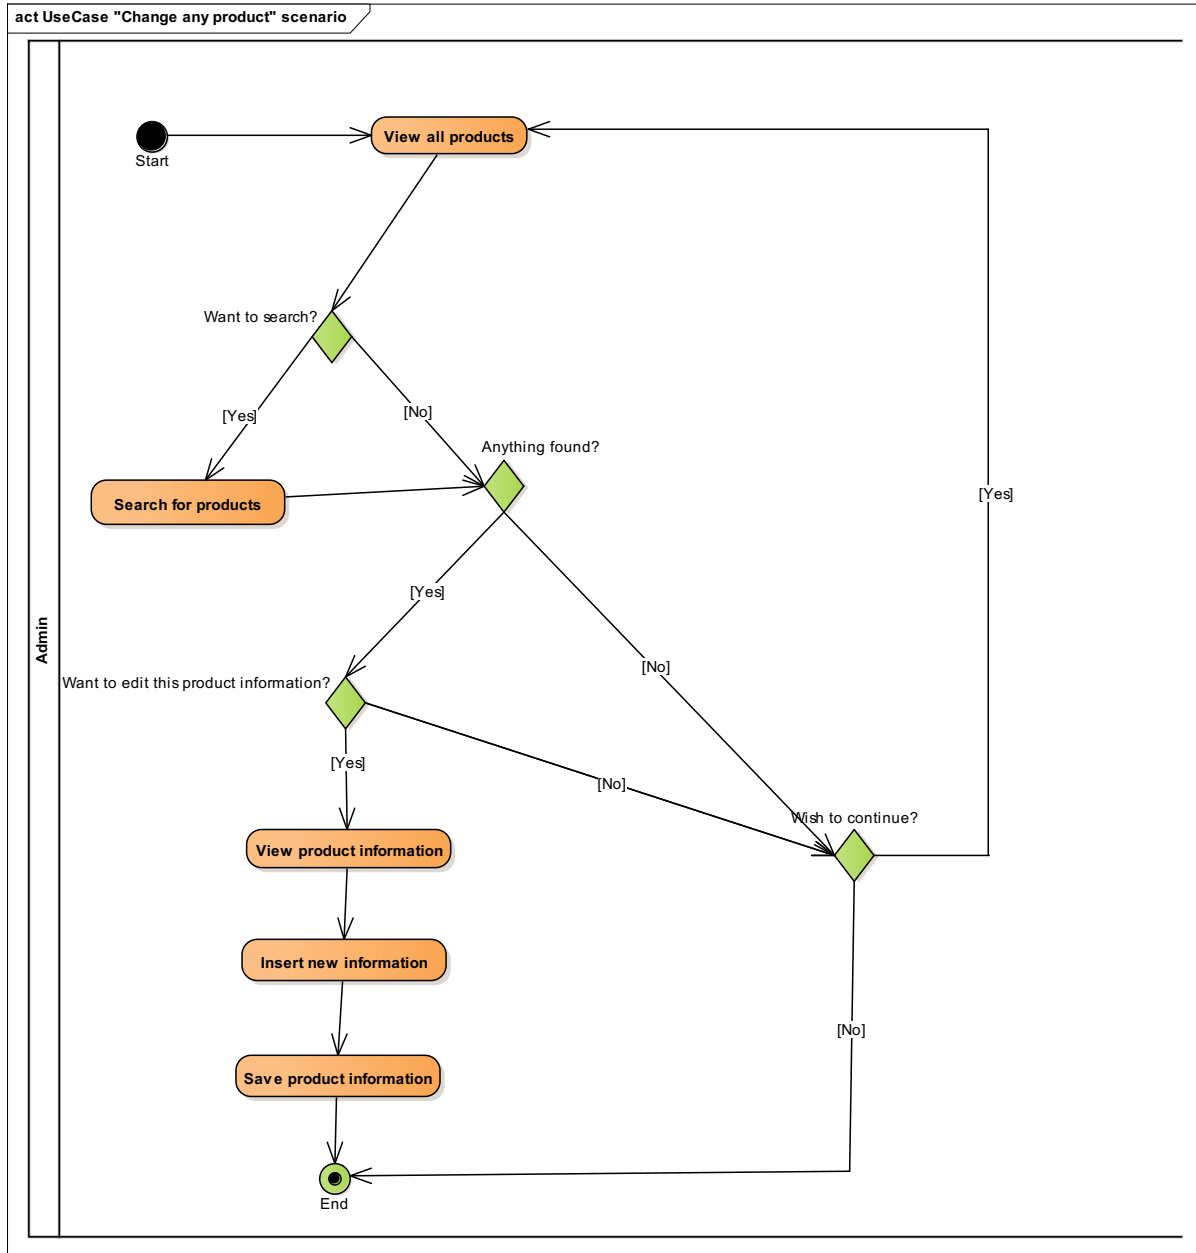 act UseCase "Change any product" scenario
Admin
View all products
Start
Want to search?
[Yes]
[No]
Anything found?
Search for products
[Yes]
[Yes]
[No]
Want to edit this product information?
[Yes]
[No]
Wish to continue?
View product information
Insert new information
[No]
Save product information
End